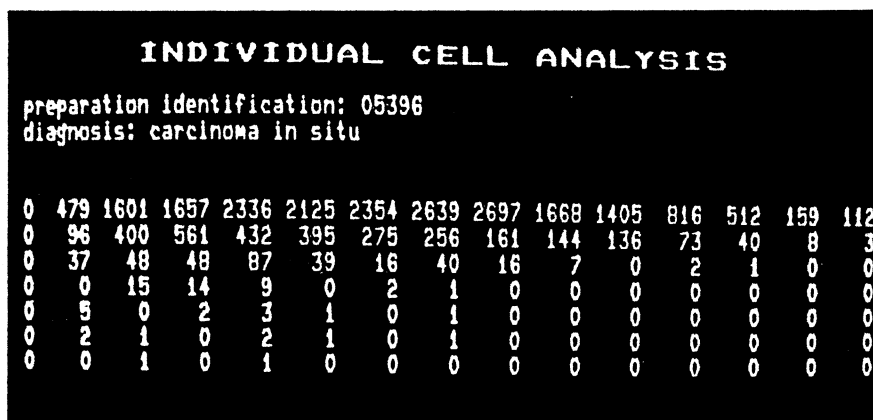 INDIVIDUAL CELL ANALYSIS
preparation identification: 05396
diagnosis: carcinoma in situ
0 479 1601 1657 2336 2125 2354 2639 2697 1668 1405 816 512 159 112
0 96 400 561 432 395 275 256 161 144 136 73 40 8 3
0 37 48 48 87 39 16 40 16 7 0 2 1 0 0
0 0 15 14 9 0 2 1 0 0 0 0 0 0 0
0 5 0 2 3 1 0 1 0 0 0 0 0 0 0
0 2 1 0 2 1 0 1 0 0 0 0 0 0 0
0 0 1 0 1 0 0 0 0 0 0 0 0 0 0